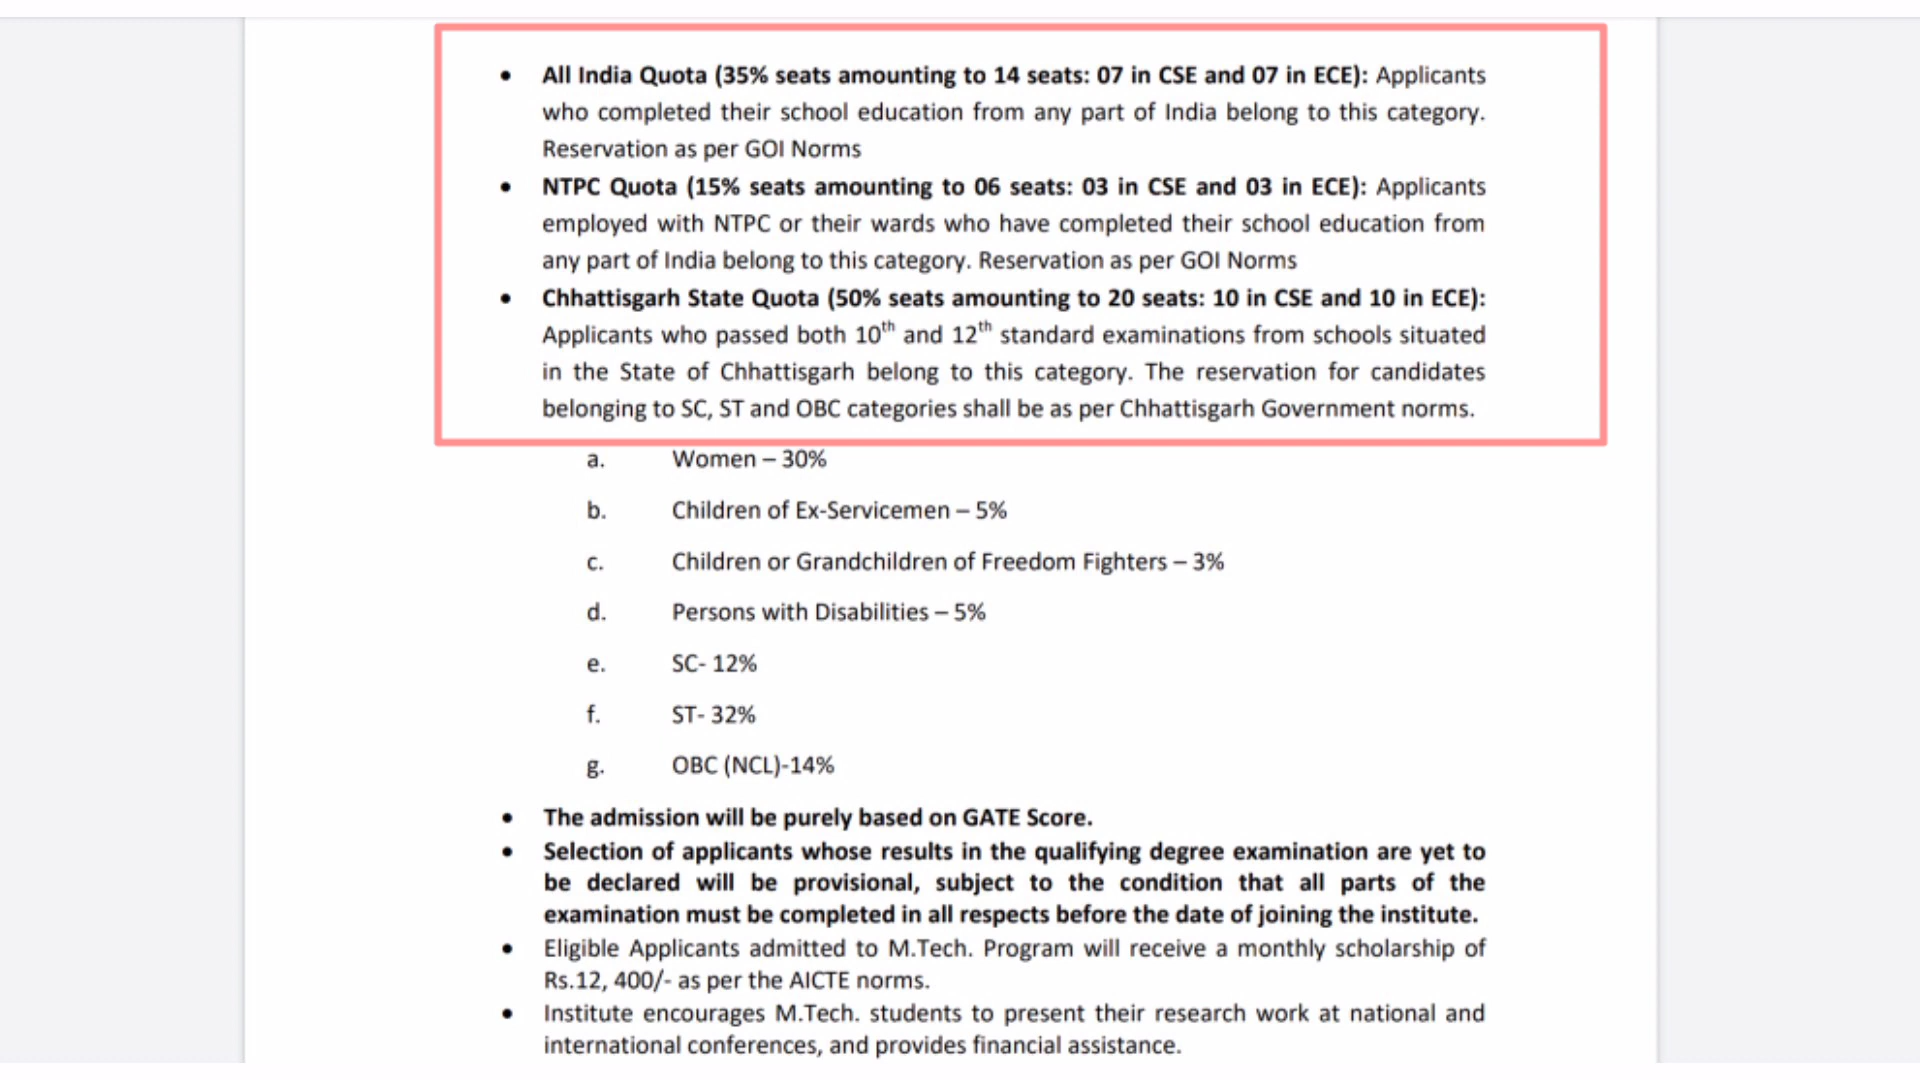 • All India Quota (35% seats amounting to 14 seats: 07 in CSE and 07 in ECE): Applicants
who completed their school education from any part of India belong to this category.
Reservation as per GOI Norms
• NTPC Quota (15% seats amounting to 06 seats: 03 in CSE and 03 in ECE): Applicants
employed with NTPC or their wards who have completed their school education from
any part of India belong to this category. Reservation as per GOI Norms
• Chhattisgarh State Quota (50% seats amounting to 20 seats: 10 in CSE and 10 in ECE):
Applicants who passed both 10th and 12th standard examinations from schools situated
in the State of Chhattisgarh belong to this category. The reservation for candidates
belonging to SC, ST and OBC categories shall be as per Chhattisgarh Government norms.
a. Women – 30%
b. Children of Ex-Servicemen – 5%
c. Children or Grandchildren of Freedom Fighters – 3%
d. Persons with Disabilities – 5%
e. SC- 12%
f. ST- 32%
g. OBC (NCL)-14%
• The admission will be purely based on GATE Score.
• Selection of applicants whose results in the qualifying degree examination are yet to
be declared will be provisional, subject to the condition that all parts of the
examination must be completed in all respects before the date of joining the institute.
• Eligible Applicants admitted to M.Tech. Program will receive a monthly scholarship of
Rs.12, 400/- as per the AICTE norms.
• Institute encourages M.Tech. students to present their research work at national and
international conferences, and provides financial assistance.